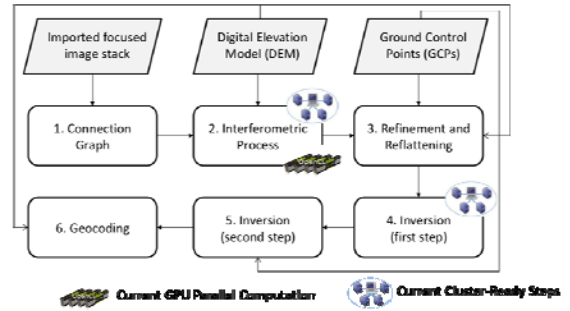 Imported focused
image stack
Digital Elevation
Model (DEM)
Ground Control
Points (GCPs)
1. Connection
Graph
2. Interferometric
Process
3. Refinement and
Reflattening
6. Geocoding
5. Inversion
(second step)
4. Inversion
(first step)
Current GPU Parallel Computation
Current Cluster-Ready Steps